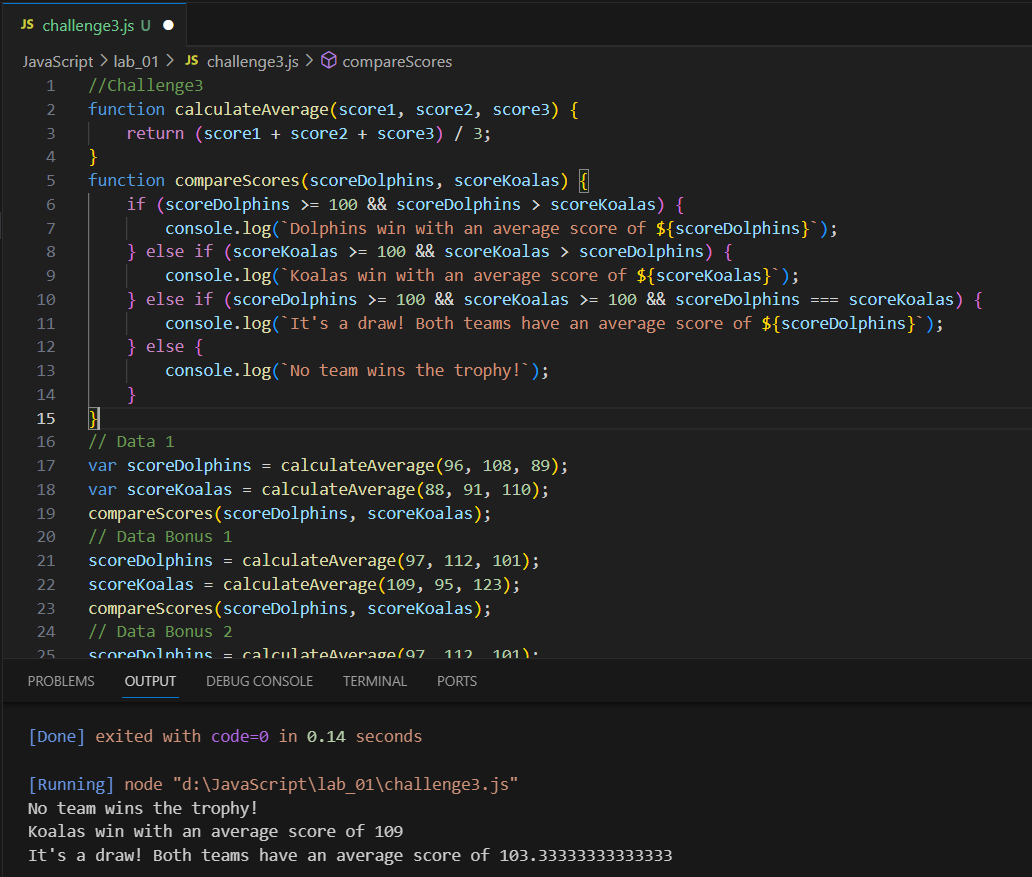 JS challenge3.js U
JavaScript > lab_01 > JS challenge3.js > compareScores
1 //Challenge3
2 function calculateAverage(score1, score2, score3) {
3     return (score1 + score2 + score3) / 3;
4 }
5 function compareScores(scoreDolphins, scoreKoalas) {
6     if (scoreDolphins >= 100 && scoreDolphins > scoreKoalas) {
7         console.log(`Dolphins win with an average score of ${scoreDolphins}`);
8     } else if (scoreKoalas >= 100 && scoreKoalas > scoreDolphins) {
9         console.log(`Koalas win with an average score of ${scoreKoalas}`);
10     } else if (scoreDolphins >= 100 && scoreKoalas >= 100 && scoreDolphins === scoreKoalas) {
11         console.log(`It's a draw! Both teams have an average score of ${scoreDolphins}`);
12     } else {
13         console.log(`No team wins the trophy!`);
14     }
15 }
16 // Data 1
17 var scoreDolphins = calculateAverage(96, 108, 89);
18 var scoreKoalas = calculateAverage(88, 91, 110);
19 compareScores(scoreDolphins, scoreKoalas);
20 // Data Bonus 1
21 scoreDolphins = calculateAverage(97, 112, 101);
22 scoreKoalas = calculateAverage(109, 95, 123);
23 compareScores(scoreDolphins, scoreKoalas);
24 // Data Bonus 2
25 scoreDolphins = calculateAverage(97, 112, 101);
PROBLEMS OUTPUT DEBUG CONSOLE TERMINAL PORTS
[Done] exited with code=0 in 0.14 seconds
[Running] node "d:\JavaScript\lab_01\challenge3.js"
No team wins the trophy!
Koalas win with an average score of 109
It's a draw! Both teams have an average score of 103.33333333333333